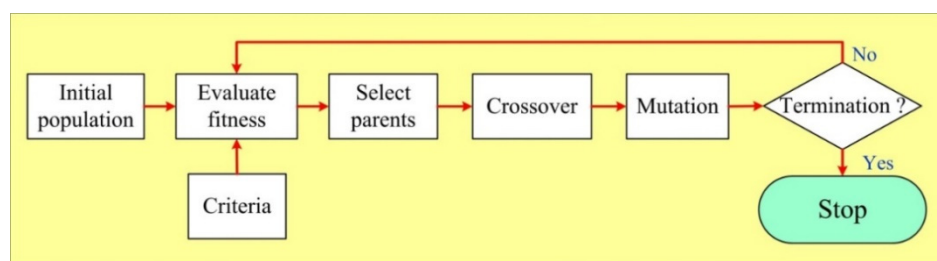 No
Initial
population
Evaluate
fitness
Select
parents
Crossover
Mutation
Termination ?
Yes
Criteria
Stop